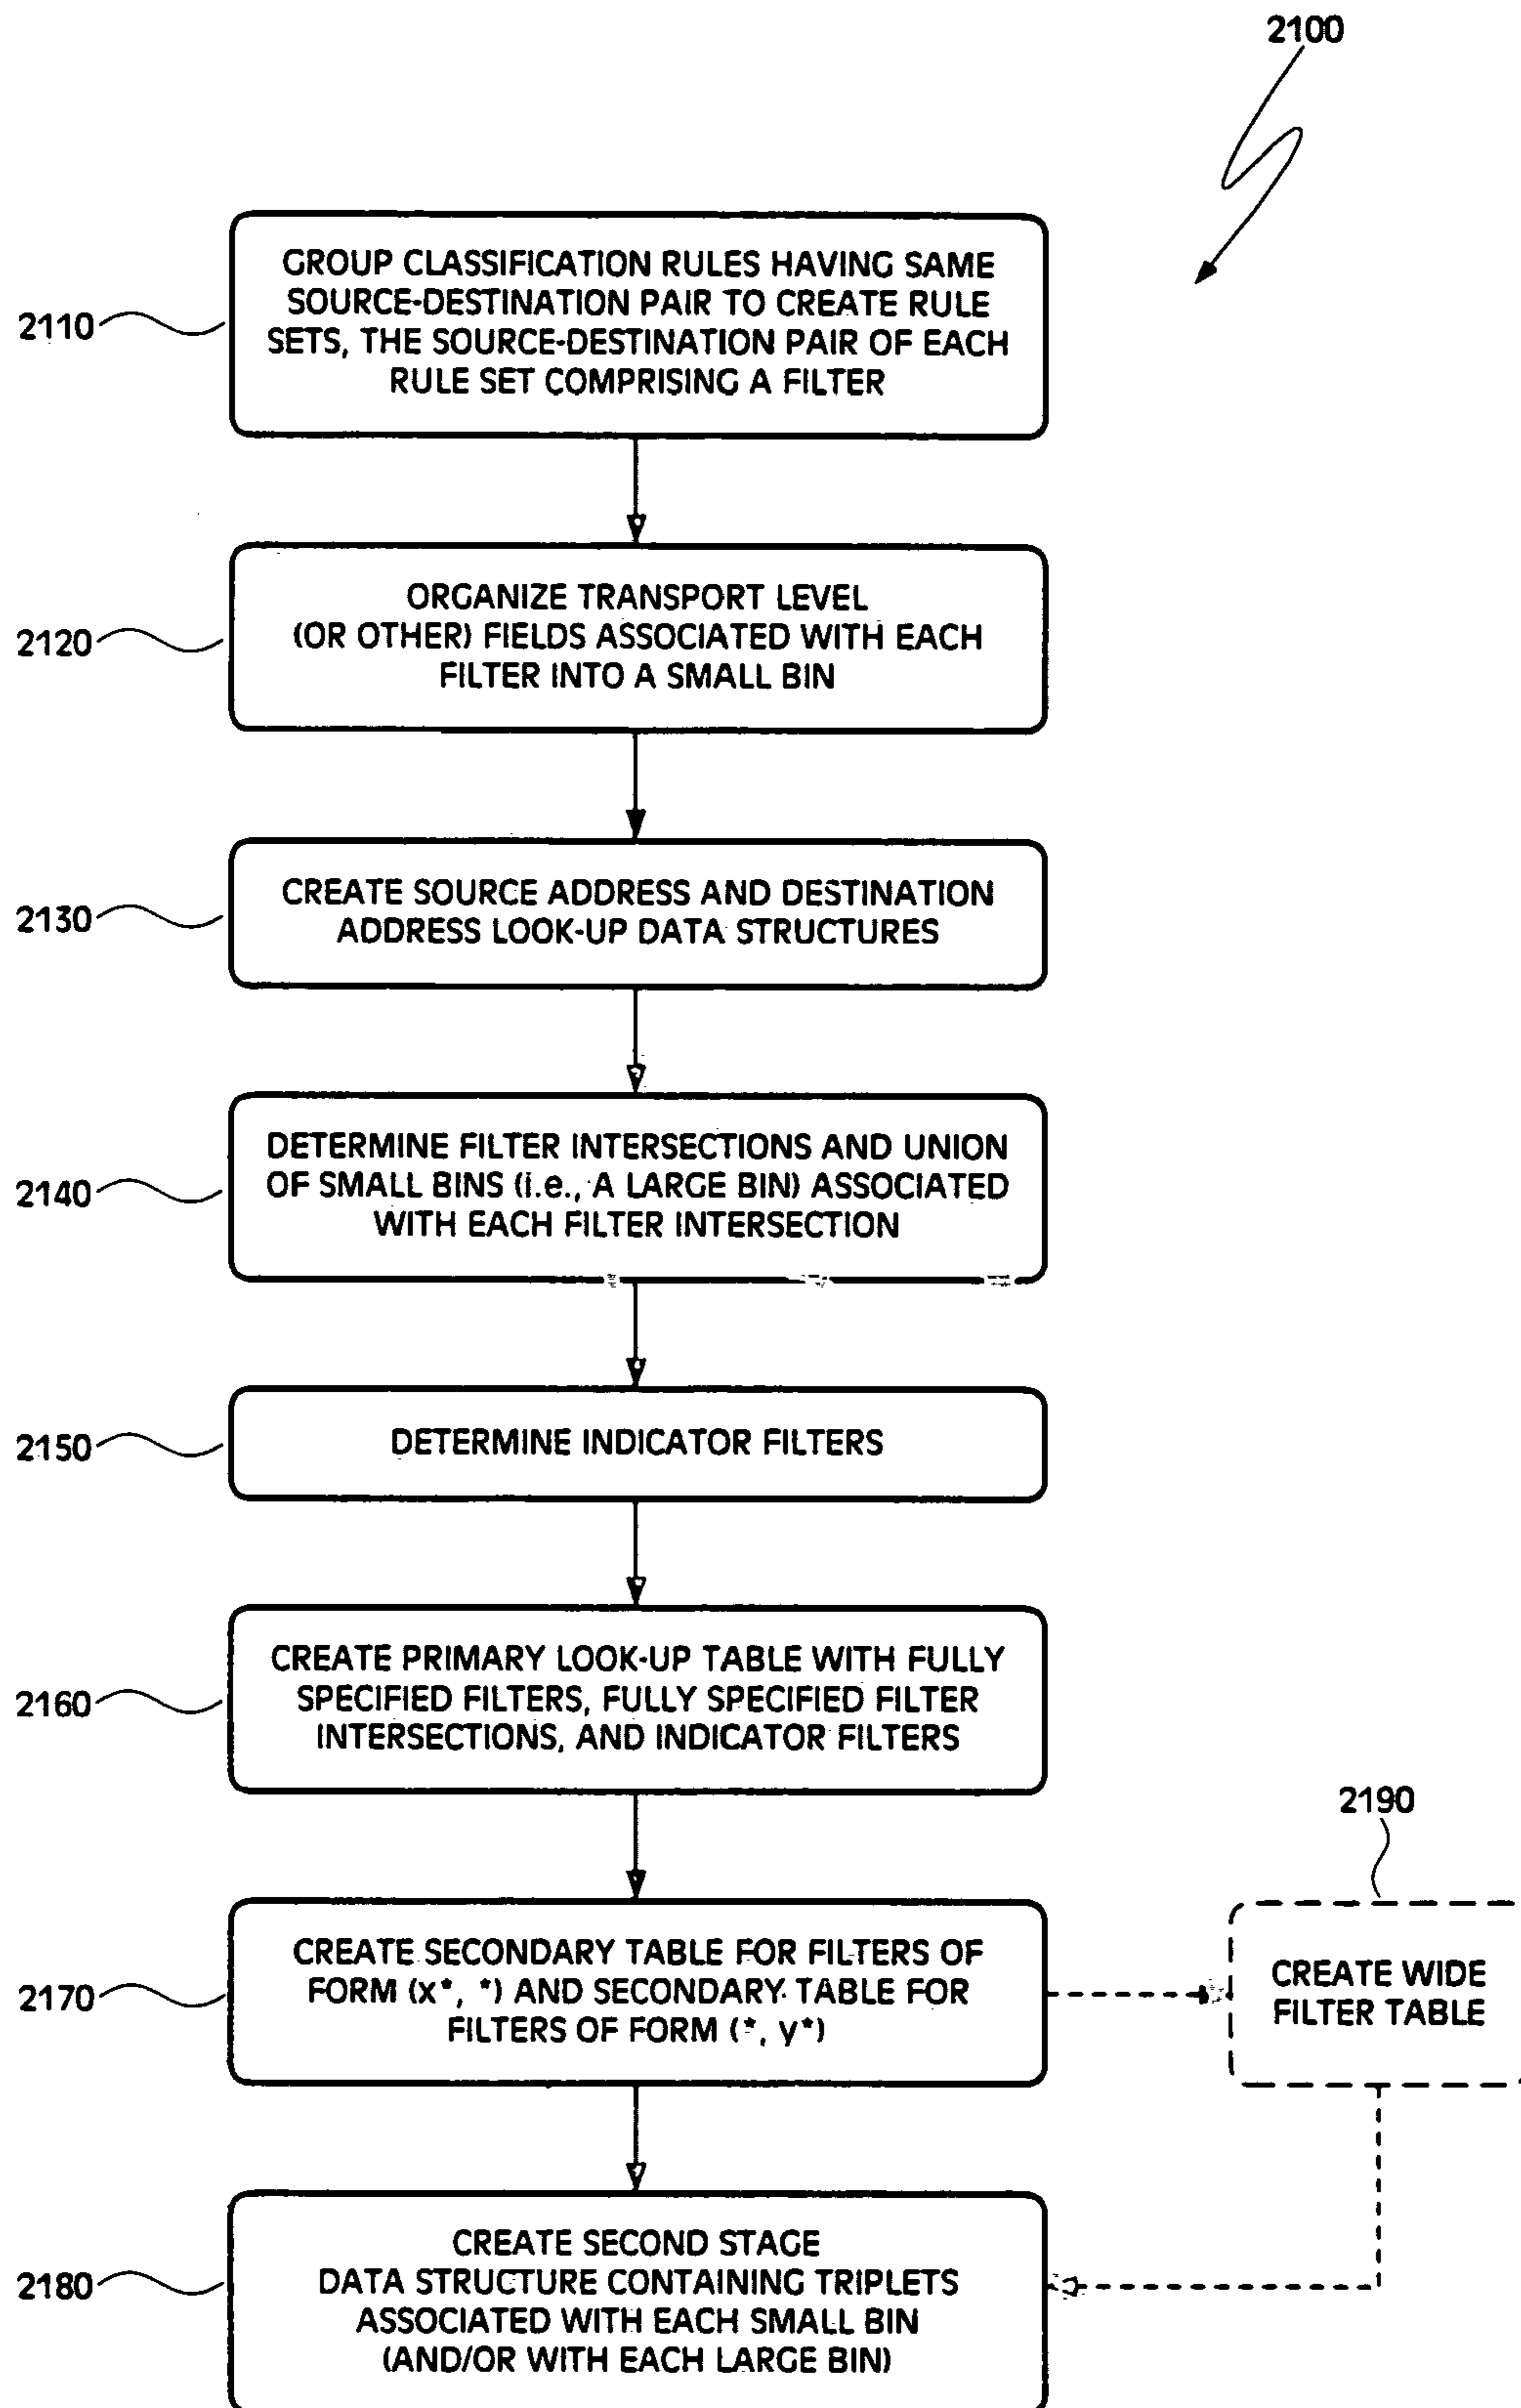 2100
2110
GROUP CLASSIFICATION RULES HAVING SAME
SOURCE-DESTINATION PAIR TO CREATE RULE
SETS, THE SOURCE-DESTINATION PAIR OF EACH
RULE SET COMPRISING A FILTER
2120
ORGANIZE TRANSPORT LEVEL
(OR OTHER) FIELDS ASSOCIATED WITH EACH
FILTER INTO A SMALL BIN
2130
CREATE SOURCE ADDRESS AND DESTINATION
ADDRESS LOOK-UP DATA STRUCTURES
2140
DETERMINE FILTER INTERSECTIONS AND UNION
OF SMALL BINS (i.e., A LARGE BIN) ASSOCIATED
WITH EACH FILTER INTERSECTION
2150
DETERMINE INDICATOR FILTERS
2160
CREATE PRIMARY LOOK-UP TABLE WITH FULLY
SPECIFIED FILTERS, FULLY SPECIFIED FILTER
INTERSECTIONS, AND INDICATOR FILTERS
2170
CREATE SECONDARY TABLE FOR FILTERS OF
FORM (x*, *) AND SECONDARY TABLE FOR
FILTERS OF FORM (*, y*)
2190
CREATE WIDE
FILTER TABLE
2180
CREATE SECOND STAGE
DATA STRUCTURE CONTAINING TRIPLETS
ASSOCIATED WITH EACH SMALL BIN
(AND/OR WITH EACH LARGE BIN)